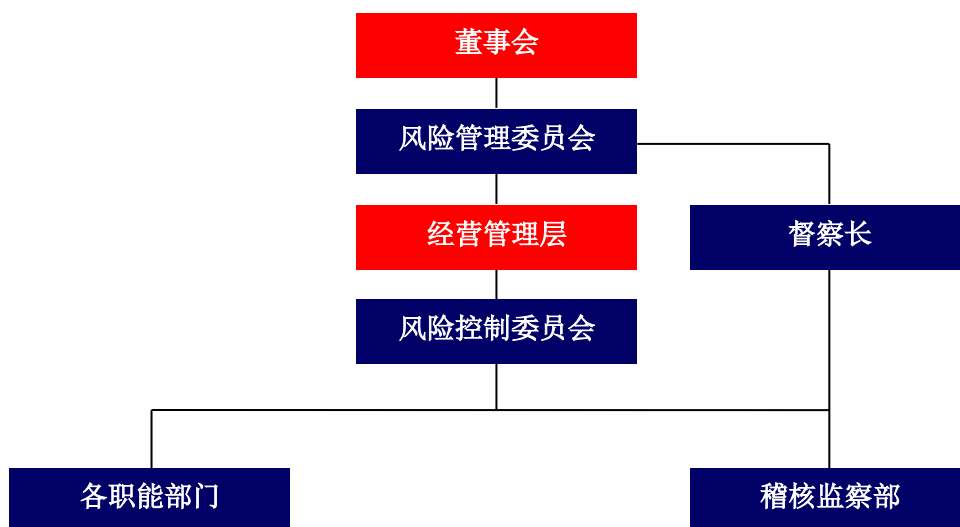 董事会
风险管理委员会
经营管理层
督察长
风险控制委员会
各职能部门
稽核监察部